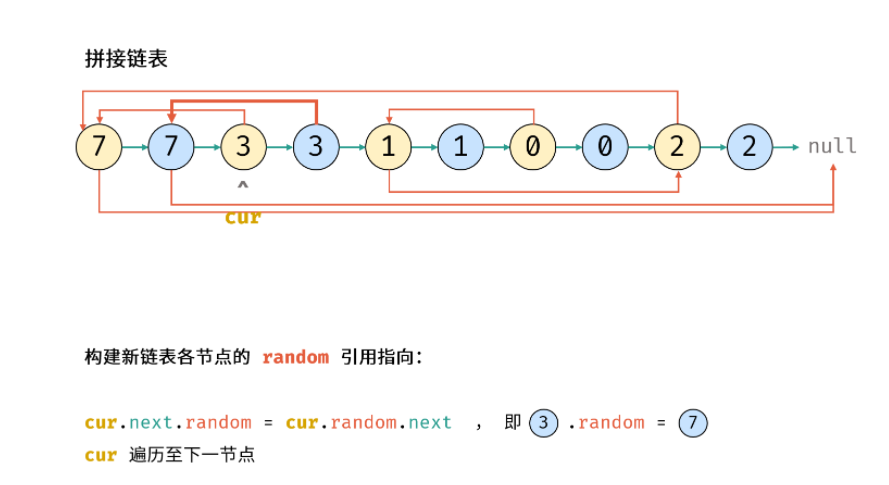 拼接链表
7 7 3 3 1 1 0 0 2 2 null
^
cur
构建新链表各节点的 random 引用指向：
cur.next.random = cur.random.next ， 即 3 .random = 7
cur 遍历至下一节点